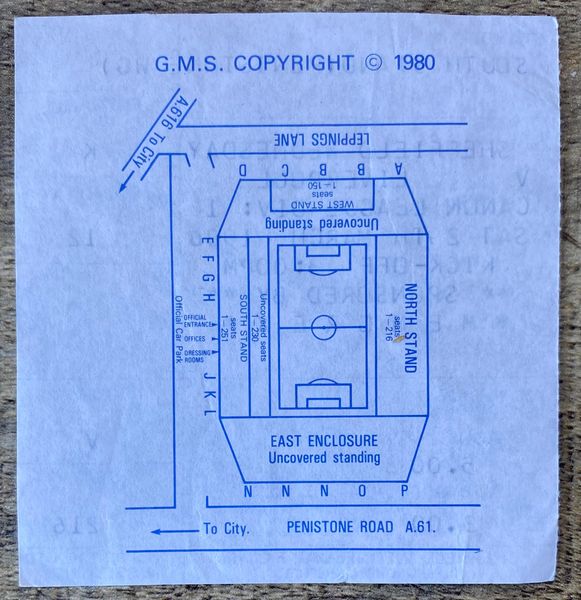 G.M.S. COPYRIGHT © 1980
A.616 To City
LEPPINGS LANE
D C B B A
WEST STAND
seats
1-150
Uncovered standing
E F G H
Official Car Park
OFFICIAL
ENTRANCE
OFFICES
DRESSING
ROOMS
J K L
SOUTH STAND
seats
1-251
Uncovered seats
1-230
NORTH STAND
seats
1-216
EAST ENCLOSURE
Uncovered standing
N N N O P
To City. PENISTONE ROAD A.61.